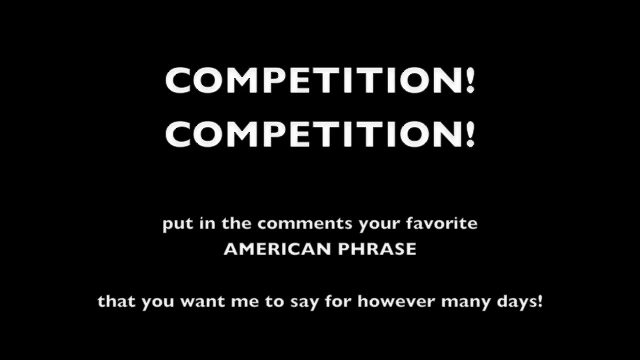 COMPETITION!
COMPETITION!
put in the comments your favorite
AMERICAN PHRASE
that you want me to say for however many days!